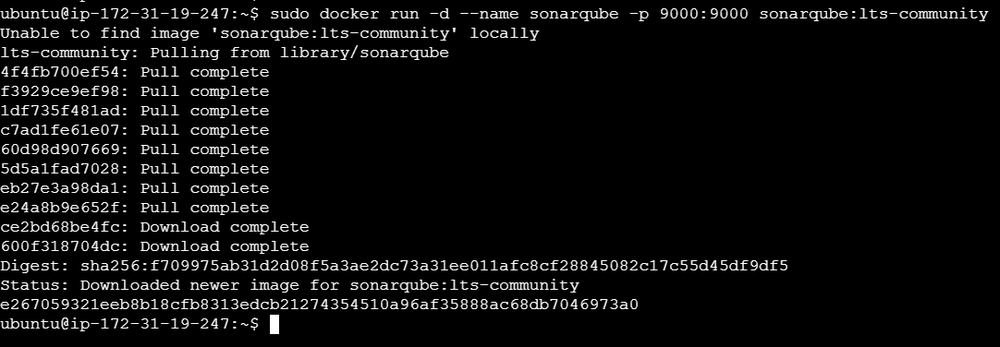 ubuntu@ip-172-31-19-247:~$ sudo docker run -d --name sonarqube -p 9000:9000 sonarqube:lts-community
Unable to find image 'sonarqube:lts-community' locally
lts-community: Pulling from library/sonarqube
4f4fb700ef54: Pull complete
f3929ce9ef98: Pull complete
1df735f481ad: Pull complete
c7ad1fe61e07: Pull complete
60d98d907669: Pull complete
5d5a1fad7028: Pull complete
eb27e3a98da1: Pull complete
e24a8b9e652f: Pull complete
ce2bd68be4fc: Download complete
600f318704dc: Download complete
Digest: sha256:f709975ab31d2d08f5a3ae2dc73a31ee011afc8cf28845082c17c55d45df9df5
Status: Downloaded newer image for sonarqube:lts-community
e267059321eeb8b18cfb8313edcb21274354510a96af35888ac68db7046973a0
ubuntu@ip-172-31-19-247:~$